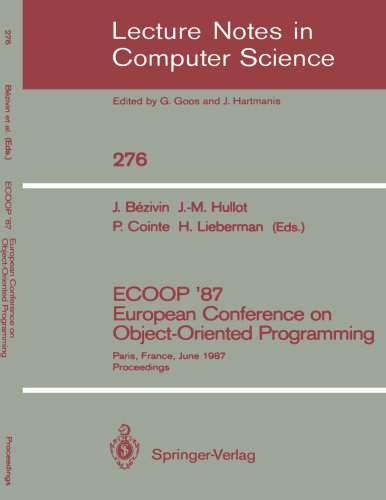 276
Bézivin et al. (Eds.)
ECOOP '87 European Conference on
Object-Oriented Programming
Proceedings
Lecture Notes in
Computer Science
Edited by G. Goos and J. Hartmanis
276
J. Bézivin J.-M. Hullot
P. Cointe H. Lieberman (Eds.)
ECOOP '87
European Conference on
Object-Oriented Programming
Paris, France, June 1987
Proceedings
Springer-Verlag